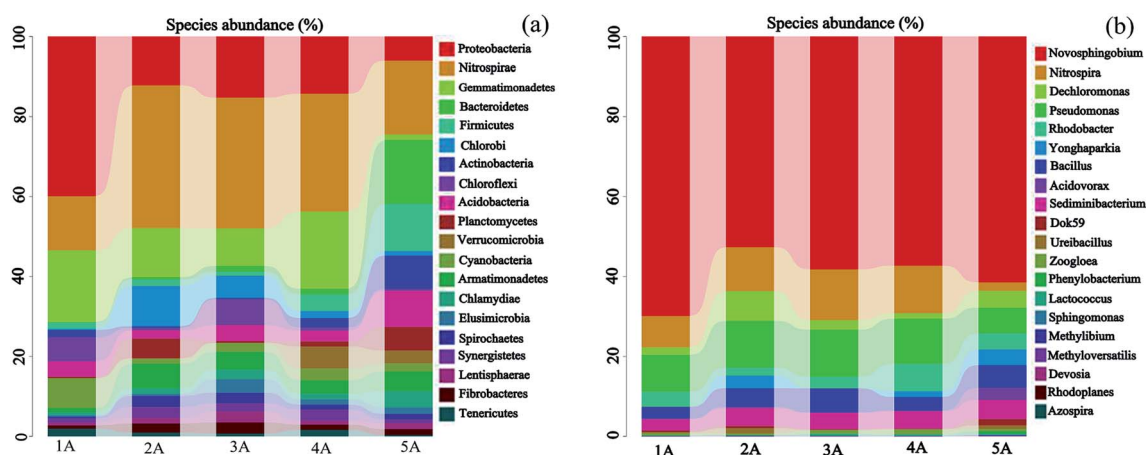 Species abundance (%)
(a)
100
80
60
40
20
0
1A
2A
3A
4A
5A
Proteobacteria
Nitrospirae
Gemmatimonadetes
Bacteroidetes
Firmicutes
Chlorobi
Actinobacteria
Chloroflexi
Acidobacteria
Planctomycetes
Verrucomicrobia
Cyanobacteria
Armatimonadetes
Chlamydiae
Elusimicrobia
Spirochaetes
Synergistetes
Lentisphaerae
Fibrobacteres
Tenericutes
Species abundance (%)
(b)
100
80
60
40
20
0
1A
2A
3A
4A
5A
Novosphingobium
Nitrospira
Dechloromonas
Pseudomonas
Rhodobacter
Yonghaparkia
Bacillus
Acidovorax
Sediminibacterium
Dok59
Ureibacillus
Zoogloea
Phenylobacterium
Lactococcus
Sphingomonas
Methylibium
Methyloversatilis
Devosia
Rhodoplanes
Azospira